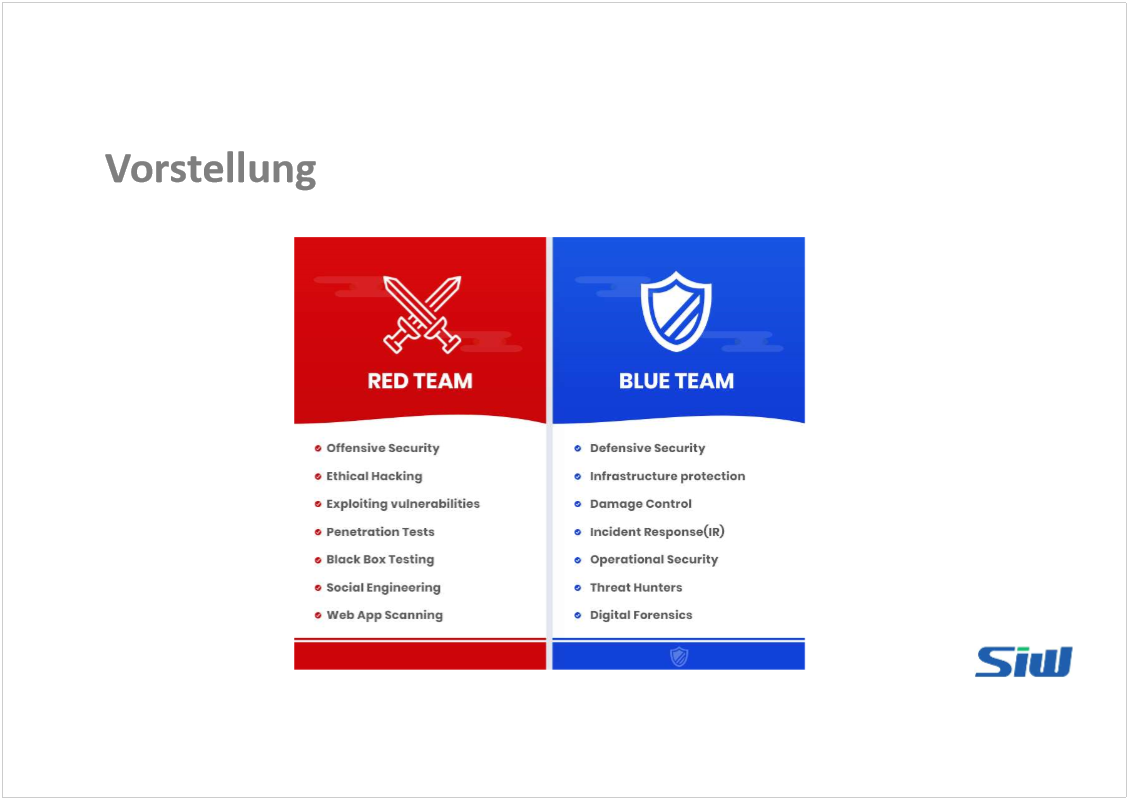 Vorstellung
RED TEAM
Offensive Security
Ethical Hacking
Exploiting vulnerabilities
Penetration Tests
Black Box Testing
Social Engineering
Web App Scanning
BLUE TEAM
Defensive Security
Infrastructure protection
Damage Control
Incident Response(IR)
Operational Security
Threat Hunters
Digital Forensics
Siw